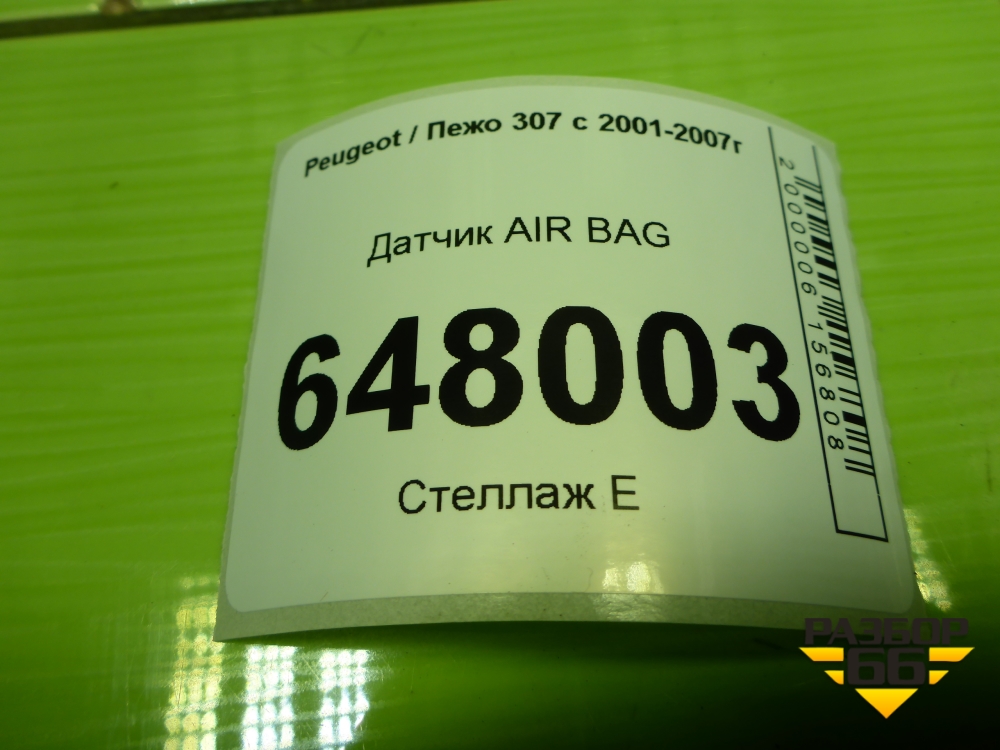 Peugeot / Пежо 307 с 2001-2007г
Датчик AIR BAG
648003
Стеллаж Е
2000006156808
РАЗБОР
66